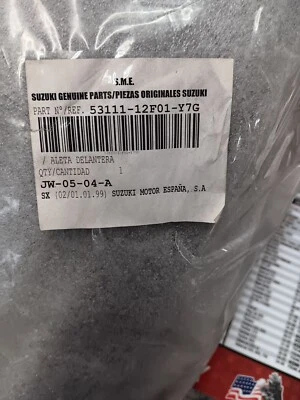 S.M.E.
SUZUKI GENUINE PARTS/PIEZAS ORIGINALES SUZUKI
PART Nº/REF. 53111-12F01-Y7G
/ ALETA DELANTERA
QTY/CANTIDAD 1
JW-05-04-A
SX (02/01.01.99) SUZUKI MOTOR ESPAÑA, S.A